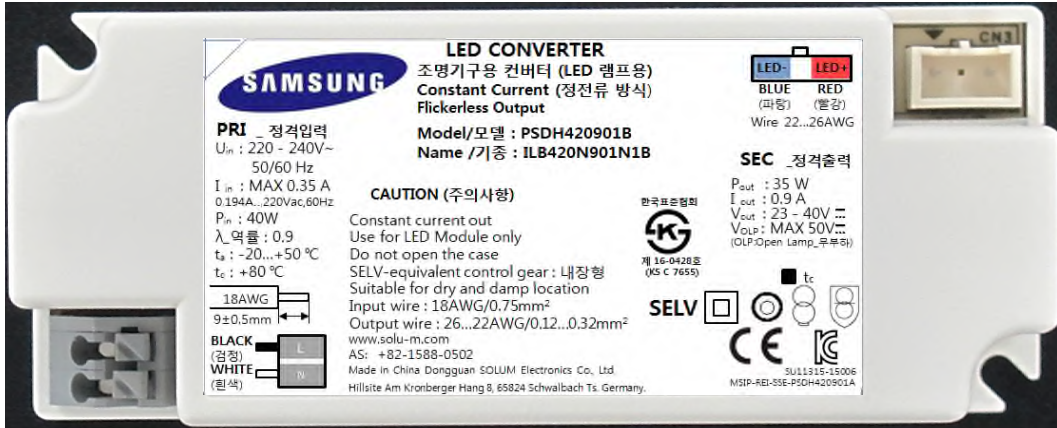 LED CONVERTER
SAMSUNG
조명기구용 컨버터 (LED 램프용)
Constant Current (정전류 방식)
Flickerless Output
Model/모델 : PSDH420901B
Name /기종 : ILB420N901N1B
LED- LED+
BLUE RED
(파랑) (빨강)
Wire 22...26AWG
CN3
PRI _ 정격입력
Uin : 220 - 240V~
50/60 Hz
I in : MAX 0.35 A
0.194A...220Vac,60Hz
Pin : 40W
λ_역률 : 0.9
ta : -20...+50 ℃
tc : +80 ℃
18AWG
9±0.5mm
BLACK
(검정)
WHITE
(흰색)
L
N
CAUTION (주의사항)
Constant current out
Use for LED Module only
Do not open the case
SELV-equivalent control gear : 내장형
Suitable for dry and damp location
Input wire : 18AWG/0.75mm²
Output wire : 26...22AWG/0.12...0.32mm²
www.solu-m.com
AS: +82-1588-0502
Made in China Dongguan SOLUM Electronics Co., Ltd
Hillsite Am Kronberger Hang 8, 65824 Schwalbach Ts. Germany.
한국표준협회
제 16-0428호
(KS C 7655)
SEC _정격출력
Pout : 35 W
I out : 0.9 A
Vout : 23 - 40V ⎓
VOLP : MAX 50V⎓
(OLP:Open Lamp_무부하)
tc
SELV
CE
SU11315-15006
MSIP-REI-SSE-PSDH420901A